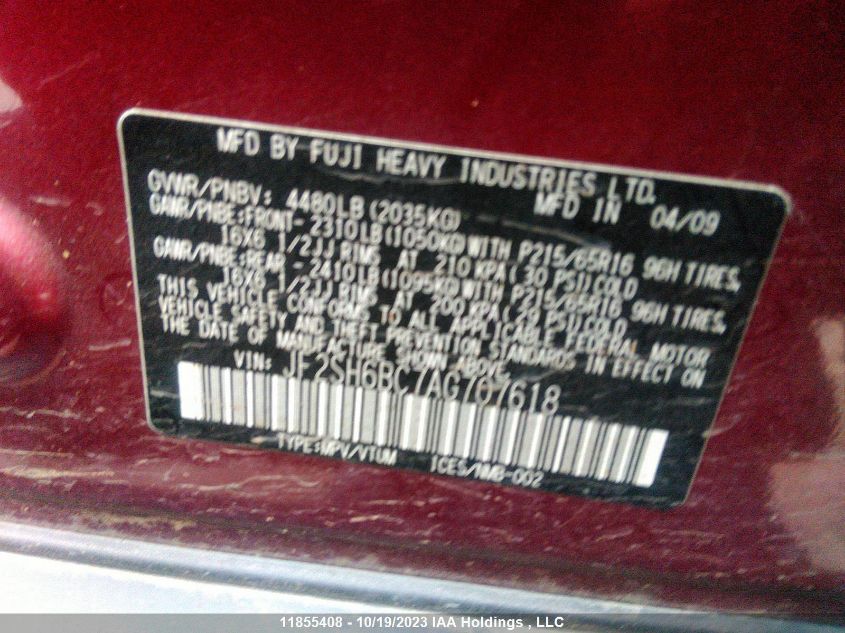 MFD BY FUJI HEAVY INDUSTRIES LTD.
MFD IN 04/09
GVWR/PNBV: 4480LB(2035KG)
GAWR/PNBE:FRONT- 2310LB(1050KG)WITH P215/65R16 96H TIRES,
16X6 1/2JJ RIMS AT 210 KPA( 30 PSI)COLD
GAWR/PNBE:REAR - 2410LB(1095KG)WITH P215/65R16 96H TIRES,
16X6 1/2JJ RIMS AT 200 KPA( 29 PSI)COLD
THIS VEHICLE CONFORMS TO ALL APPLICABLE FEDERAL MOTOR
VEHICLE SAFETY AND THEFT PREVENTION STANDARDS IN EFFECT ON
THE DATE OF MANUFACTURE SHOWN ABOVE.
VIN: JF2SH6BC7AG707618
TYPE:MPV/VTUM ICES/NMB-002
11855408 - 10/19/2023 IAA Holdings , LLC